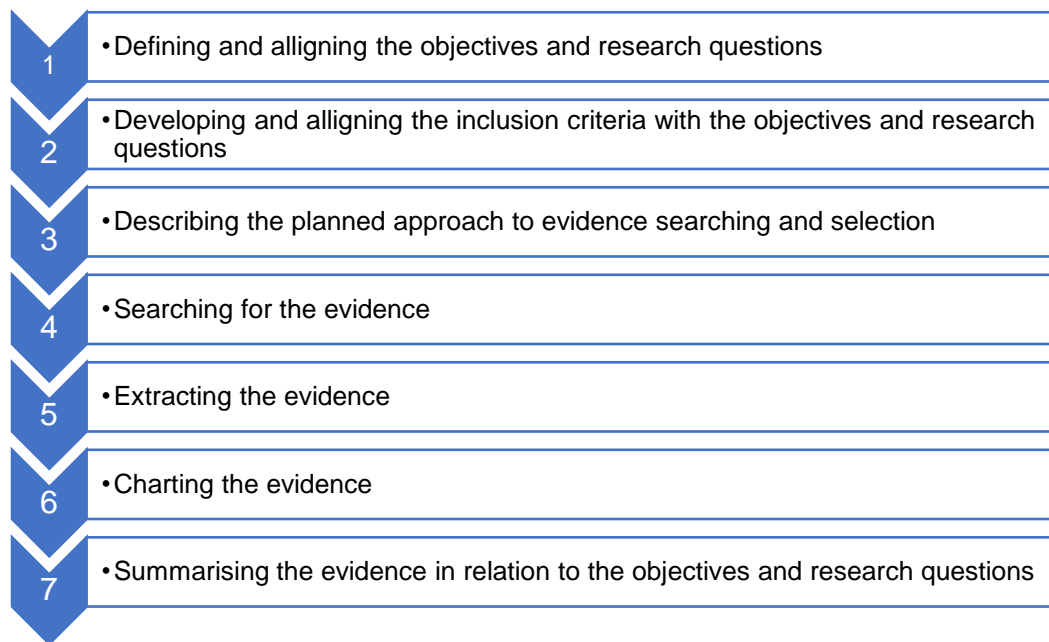 1
•Defining and alligning the objectives and research questions
2
•Developing and alligning the inclusion criteria with the objectives and research
questions
3
•Describing the planned approach to evidence searching and selection
4
•Searching for the evidence
5
•Extracting the evidence
6
•Charting the evidence
7
•Summarising the evidence in relation to the objectives and research questions